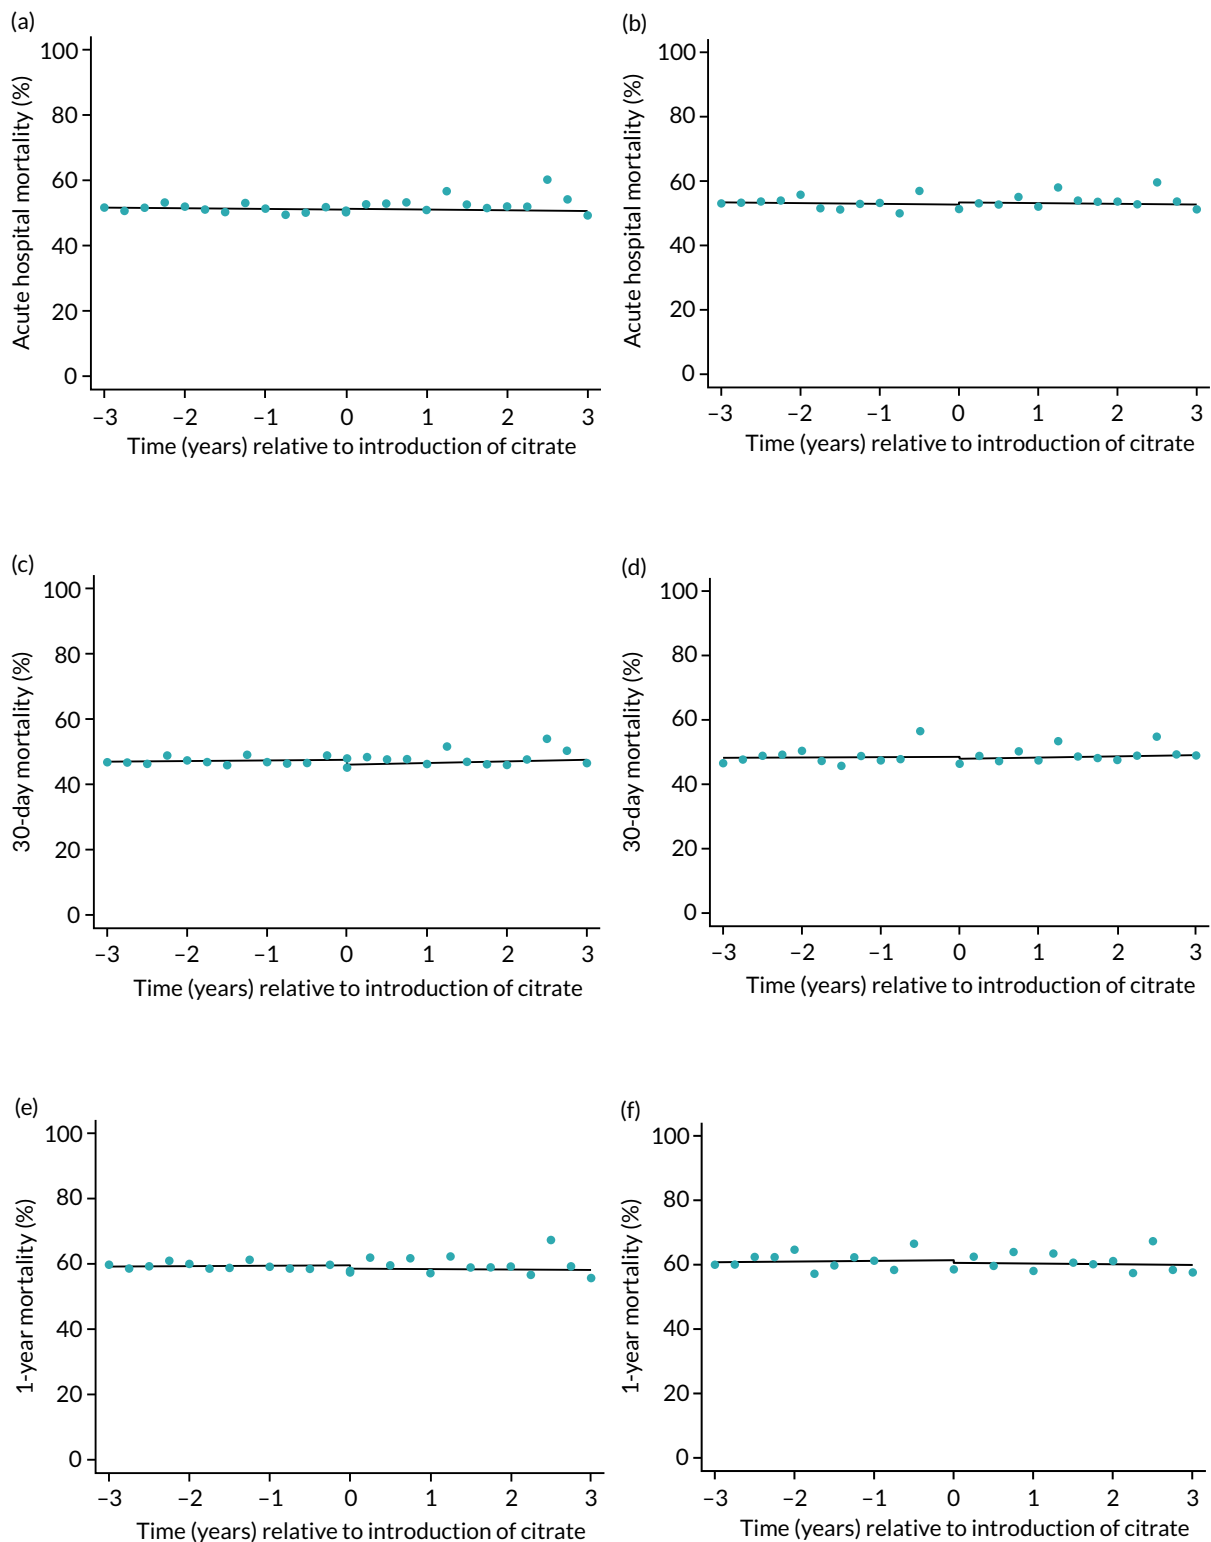 (a)
Acute hospital mortality (%)
100
80
60
40
20
0
−3 −2 −1 0 1 2 3
Time (years) relative to introduction of citrate
(b)
Acute hospital mortality (%)
100
80
60
40
20
0
−3 −2 −1 0 1 2 3
Time (years) relative to introduction of citrate
(c)
30-day mortality (%)
100
80
60
40
20
0
−3 −2 −1 0 1 2 3
Time (years) relative to introduction of citrate
(d)
30-day mortality (%)
100
80
60
40
20
0
−3 −2 −1 0 1 2 3
Time (years) relative to introduction of citrate
(e)
1-year mortality (%)
100
80
60
40
20
0
−3 −2 −1 0 1 2 3
Time (years) relative to introduction of citrate
(f)
1-year mortality (%)
100
80
60
40
20
0
−3 −2 −1 0 1 2 3
Time (years) relative to introduction of citrate